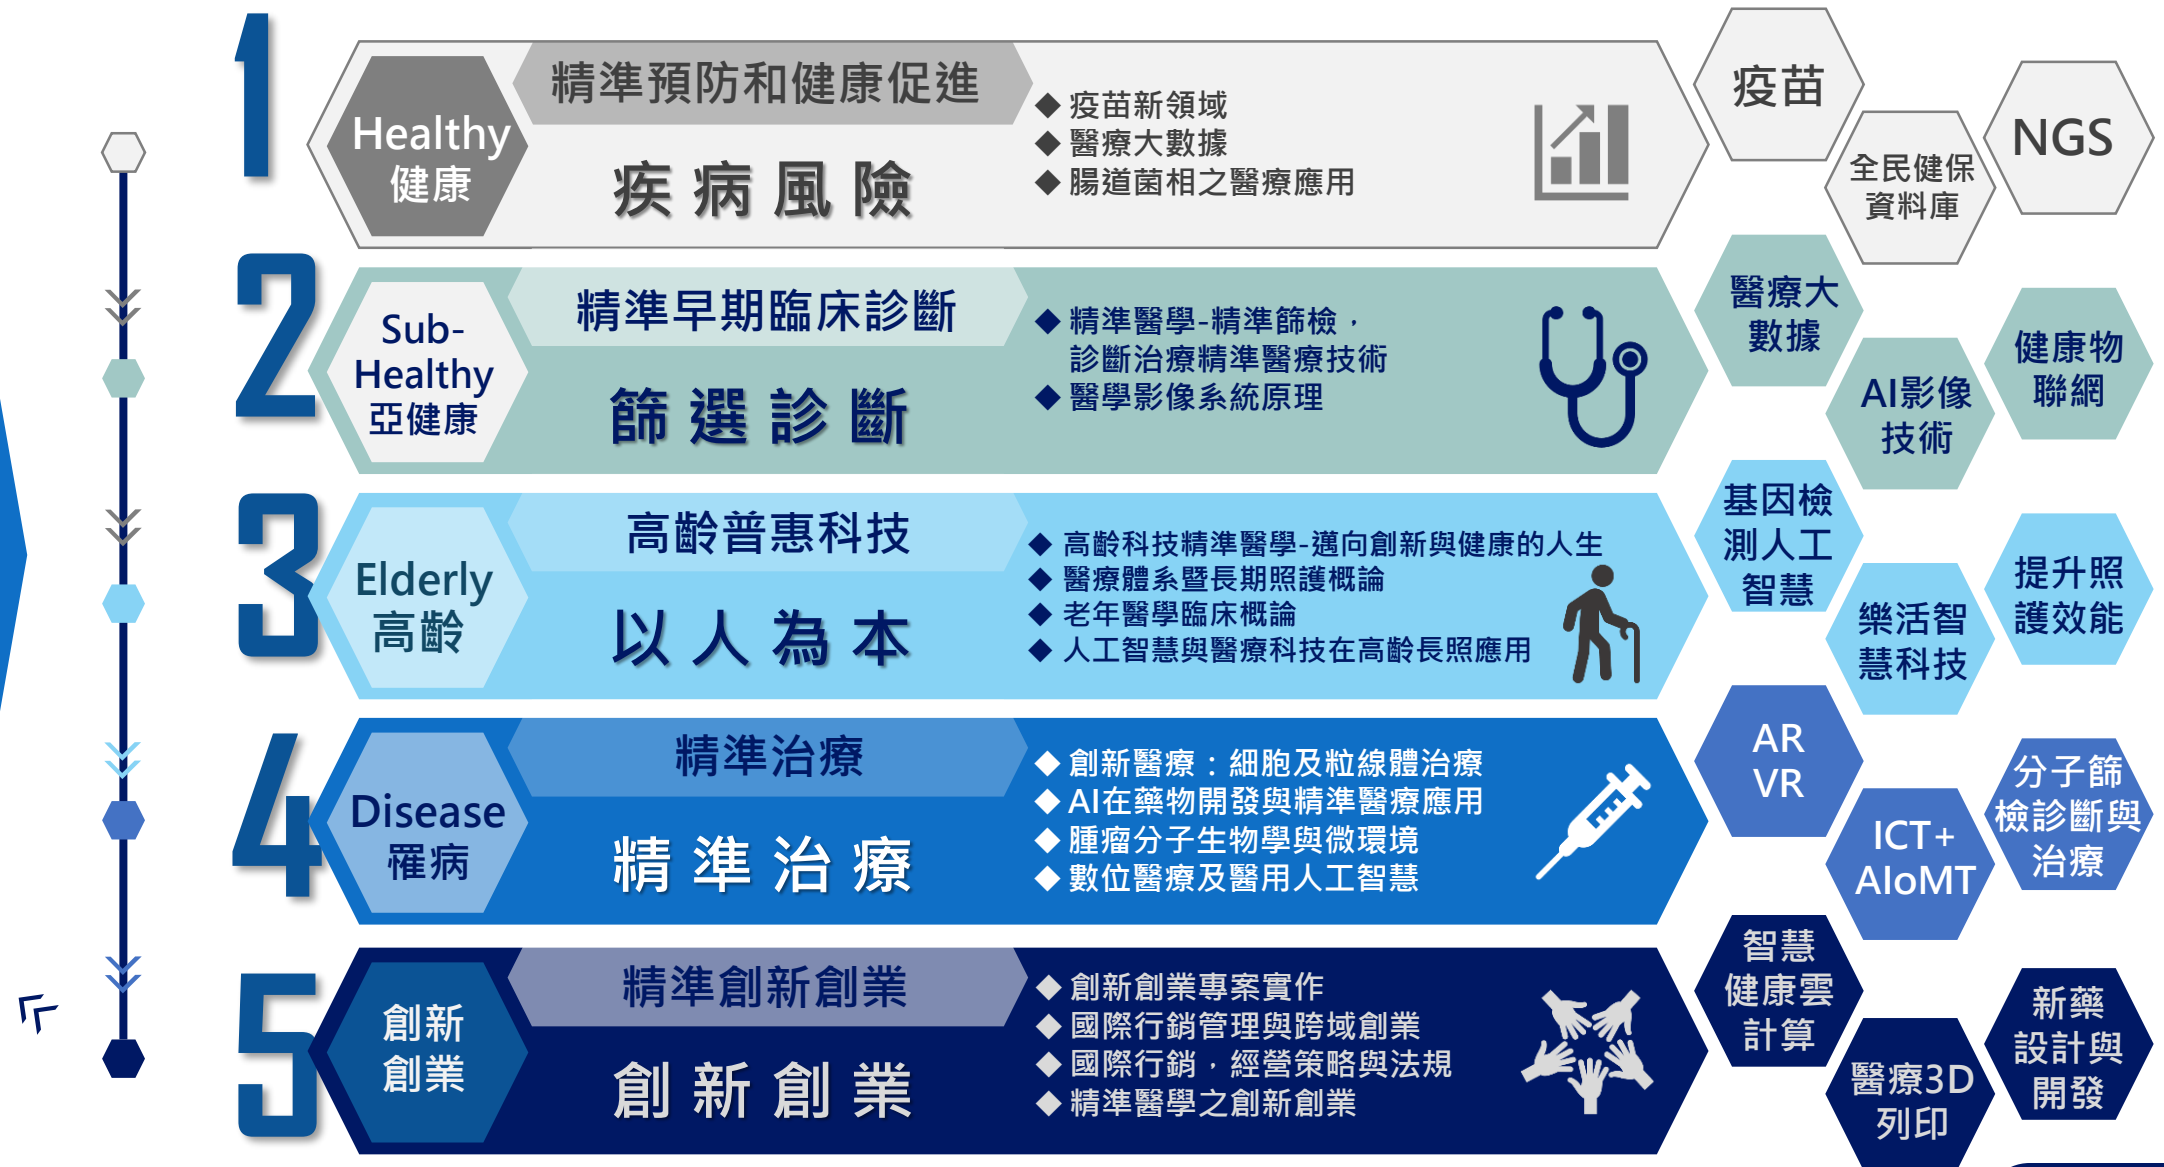 1
Healthy
健康
精準預防和健康促進
疾病風險
◆ 疫苗新領域
◆ 醫療大數據
◆ 腸道菌相之醫療應用
疫苗
全民健保
資料庫
NGS
2
Sub-
Healthy
亞健康
精準早期臨床診斷
篩選診斷
◆ 精準醫學-精準篩檢，
診斷治療精準醫療技術
◆ 醫學影像系統原理
醫療大
數據
AI影像
技術
健康物
聯網
3
Elderly
高齡
高齡普惠科技
以人為本
◆ 高齡科技精準醫學-邁向創新與健康的人生
◆ 醫療體系暨長期照護概論
◆ 老年醫學臨床概論
◆ 人工智慧與醫療科技在高齡長照應用
基因檢
測人工
智慧
樂活智
慧科技
提升照
護效能
4
Disease
罹病
精準治療
精準治療
◆ 創新醫療：細胞及粒線體治療
◆ AI在藥物開發與精準醫療應用
◆ 腫瘤分子生物學與微環境
◆ 數位醫療及醫用人工智慧
AR
VR
ICT+
AIoMT
分子篩
檢診斷與
治療
5
創新
創業
精準創新創業
創新創業
◆ 創新創業專案實作
◆ 國際行銷管理與跨域創業
◆ 國際行銷，經營策略與法規
◆ 精準醫學之創新創業
智慧
健康雲
計算
醫療3D
列印
新藥
設計與
開發